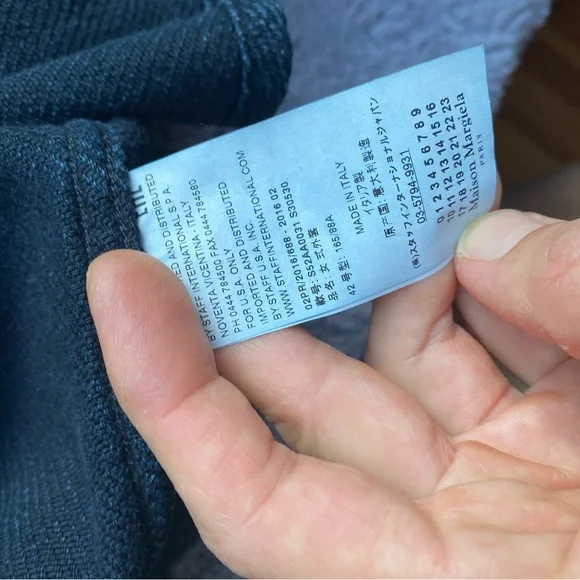 ED AND DISTRIBUTED
BY STAFF INTERNATIONAL S.P.A.
NOVENTA VICENTINA, ITALY
PH 0444 784500 FAX 0444 784580
FOR U.S.A. ONLY
IMPORTED AND DISTRIBUTED
BY STAFF U.S.A. INC.
WWW.STAFFINTERNATIONAL.COM
02PR/2016/688 - 2016.02
款号: S52AA0031 S30530
品名: 女式外套
42 号型: 165/88A
MADE IN ITALY
イタリア製
原产国: 意大利制造
(株)スタッフインターナショナルジャパン
03-5794-9931
0 1 2 3 4 5 6 7 8 9
10 11 12 13 14 15 16
17 18 19 20 21 22 23
Maison Margiela
PARIS